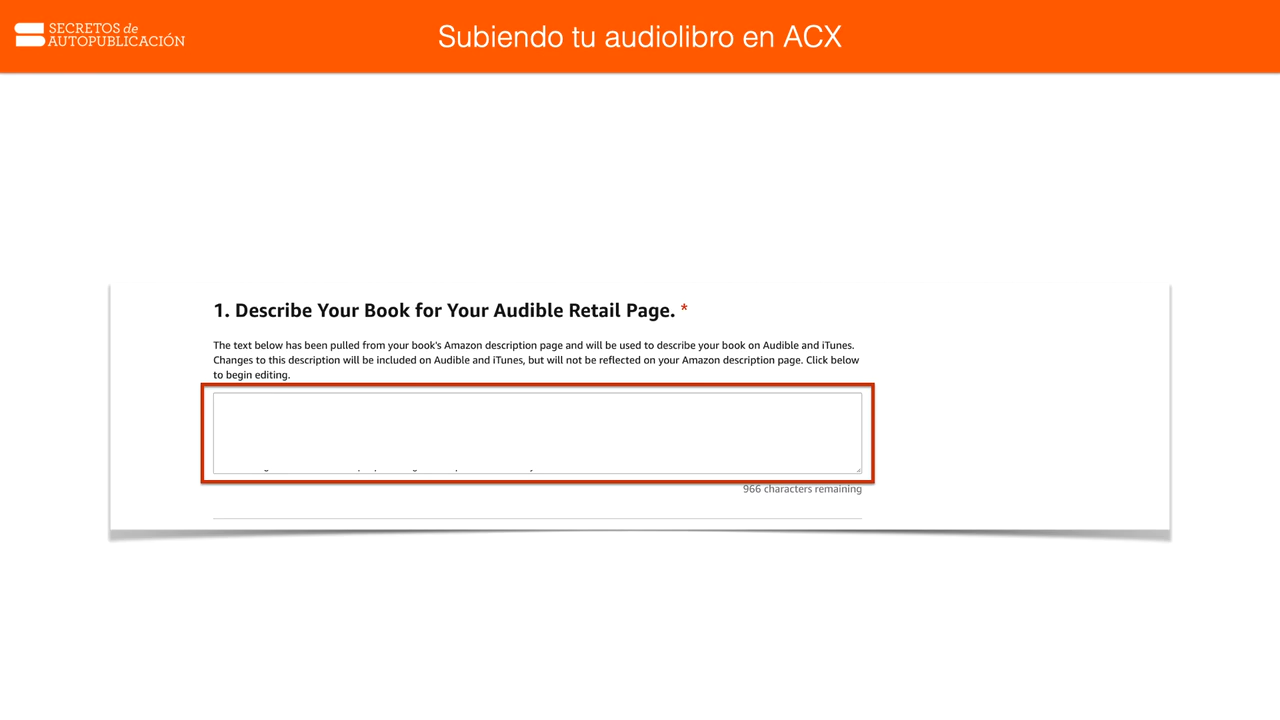 SECRETOS de
AUTOPUBLICACIÓN
Subiendo tu audiolibro en ACX
1. Describe Your Book for Your Audible Retail Page. *
The text below has been pulled from your book's Amazon description page and will be used to describe your book on Audible and iTunes.
Changes to this description will be included on Audible and iTunes, but will not be reflected on your Amazon description page. Click below
to begin editing.
966 characters remaining